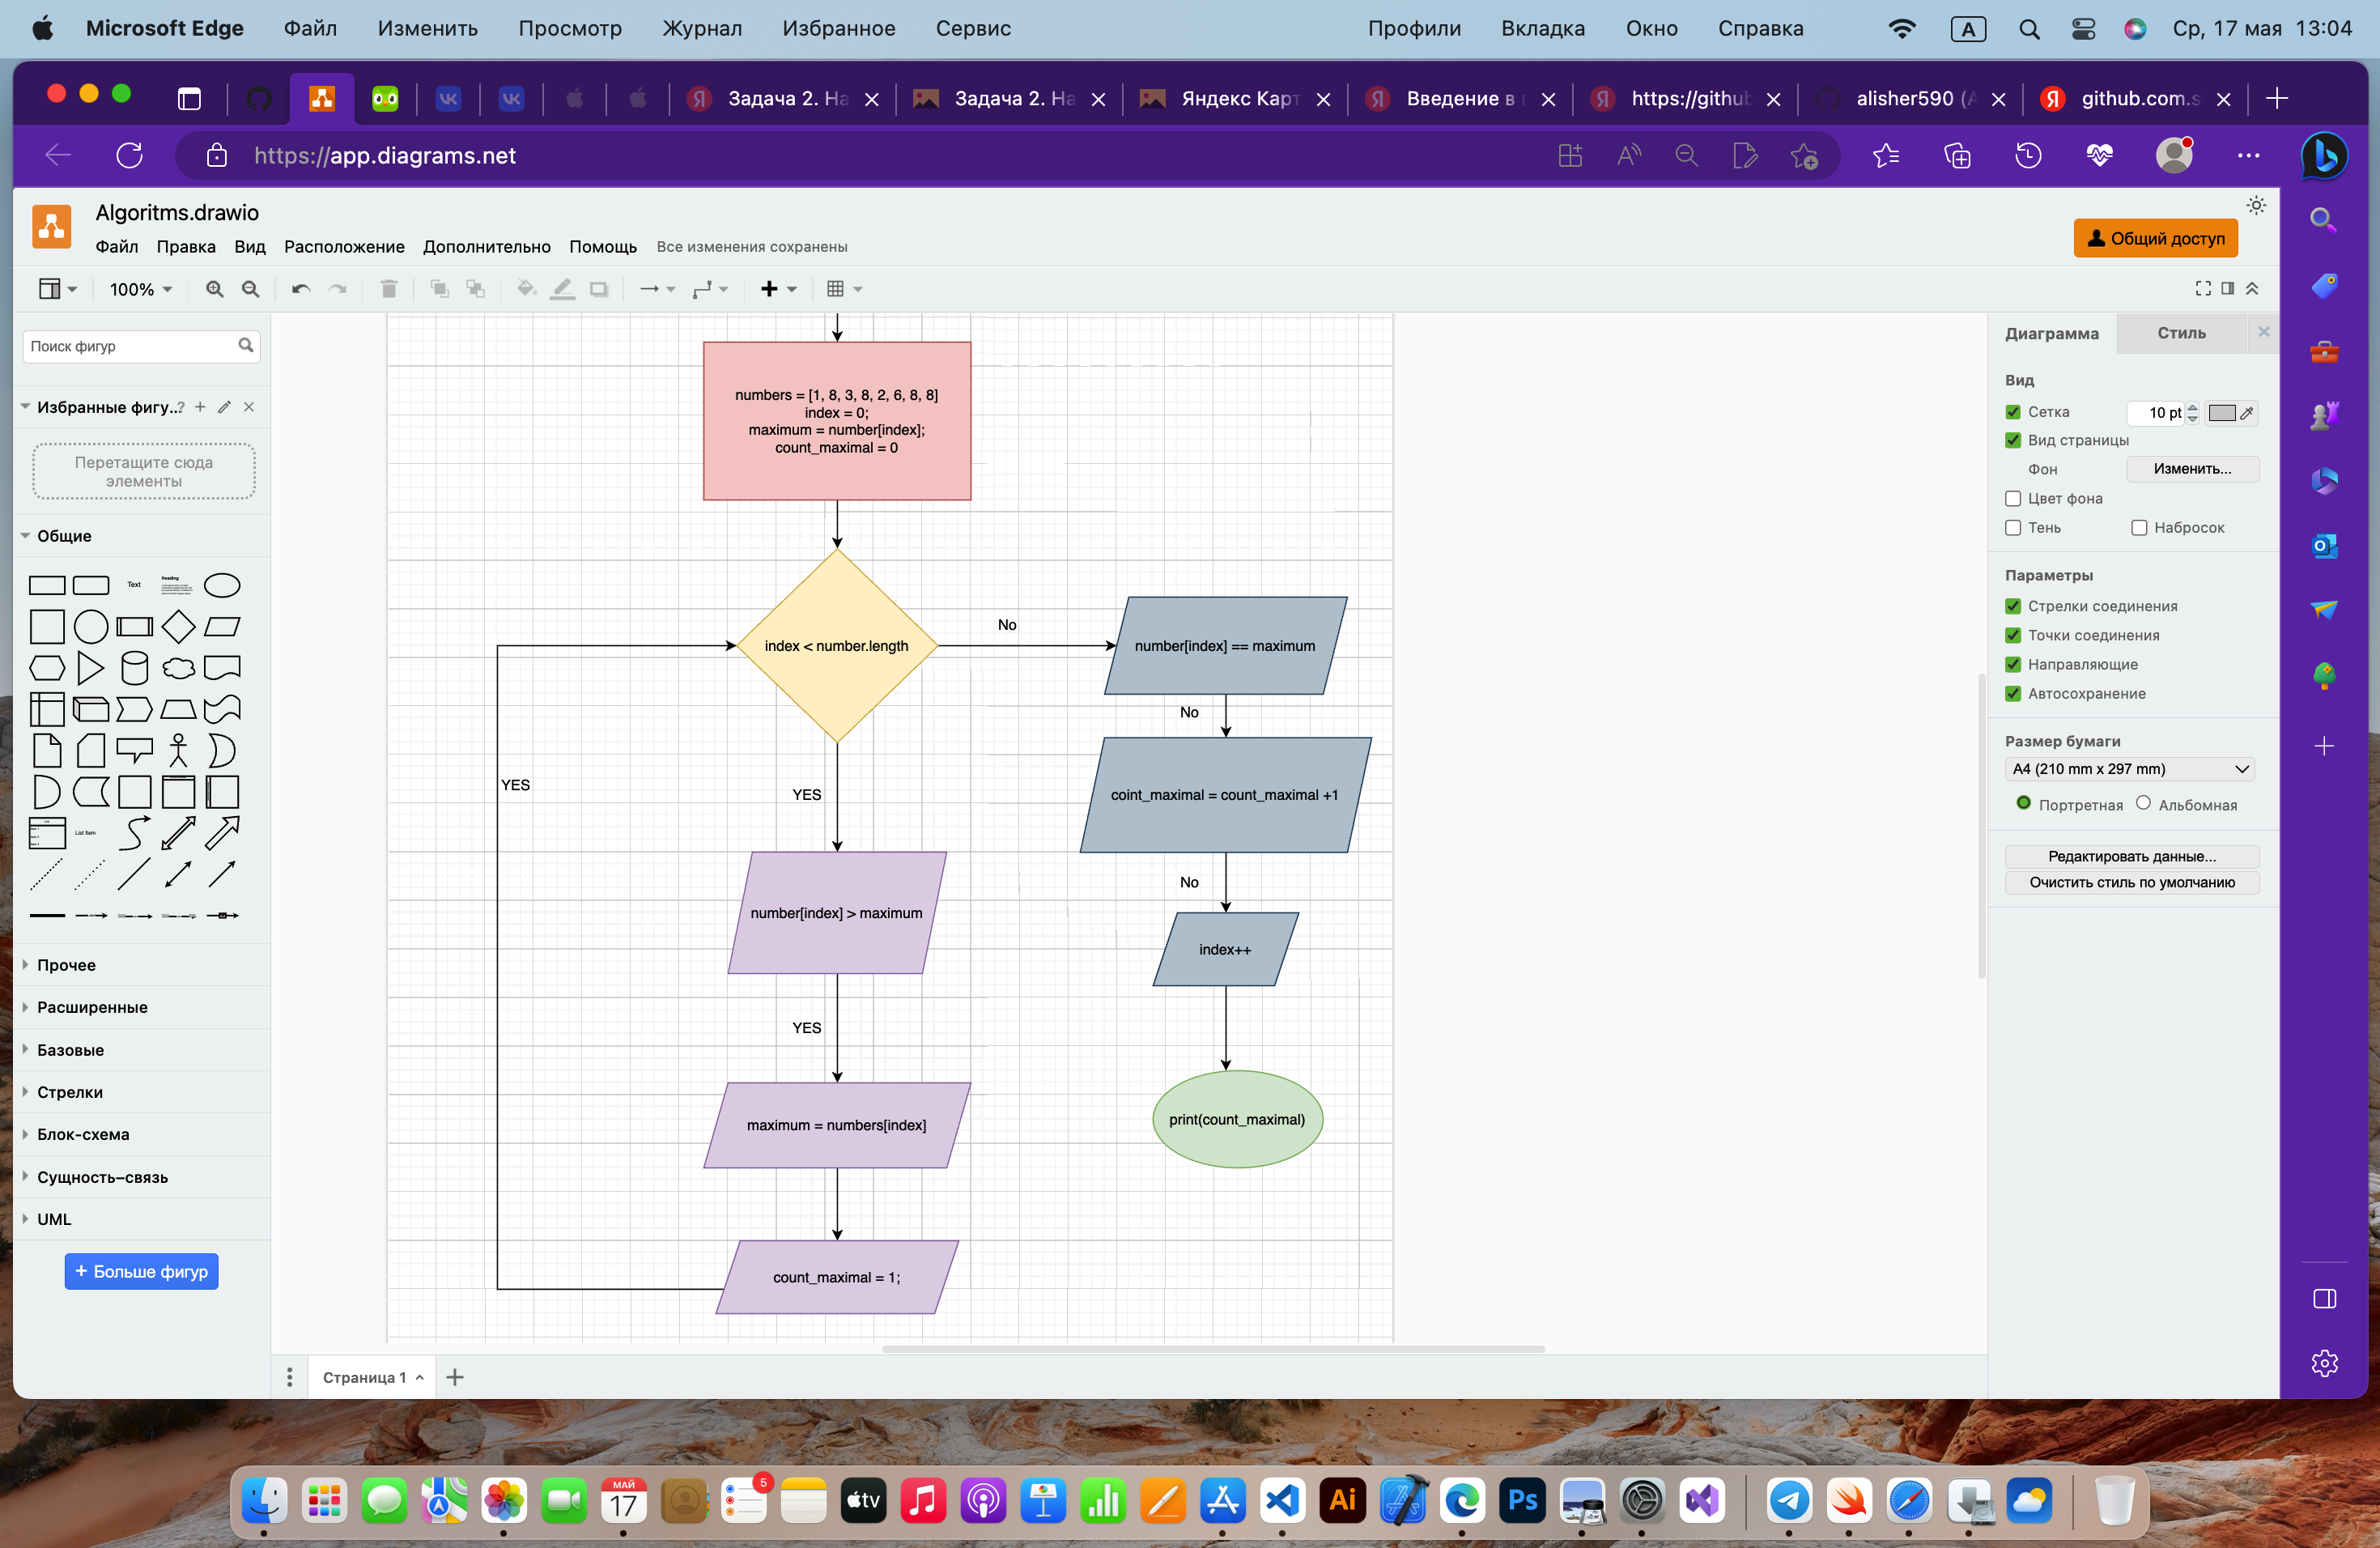 Microsoft Edge Файл Изменить Просмотр Журнал Избранное Сервис Профили Вкладка Окно Справка A Ср, 17 мая 13:04
Задача 2. На Задача 2. На Яндекс Карт Введение в https://github alisher590 (A github.com.s
https://app.diagrams.net
Algoritms.drawio
Файл Правка Вид Расположение Дополнительно Помощь Все изменения сохранены
Общий доступ
100%
Поиск фигур
Избранные фигу...?
Перетащите сюда
элементы
Общие
Text
Heading
List Item
Прочее
Расширенные
Базовые
Стрелки
Блок-схема
Сущность–связь
UML
+ Больше фигур
numbers = [1, 8, 3, 8, 2, 6, 8, 8]
index = 0;
maximum = number[index];
count_maximal = 0
index < number.length
No
number[index] == maximum
No
YES
YES
coint_maximal = count_maximal +1
No
number[index] > maximum
index++
YES
print(count_maximal)
maximum = numbers[index]
count_maximal = 1;
Страница 1
Диаграмма Стиль
Вид
Сетка 10 pt
Вид страницы
Фон Изменить...
Цвет фона
Тень Набросок
Параметры
Стрелки соединения
Точки соединения
Направляющие
Автосохранение
Размер бумаги
A4 (210 mm x 297 mm)
Портретная Альбомная
Редактировать данные...
Очистить стиль по умолчанию
МАЙ
17
5
tv
Ai
Ps